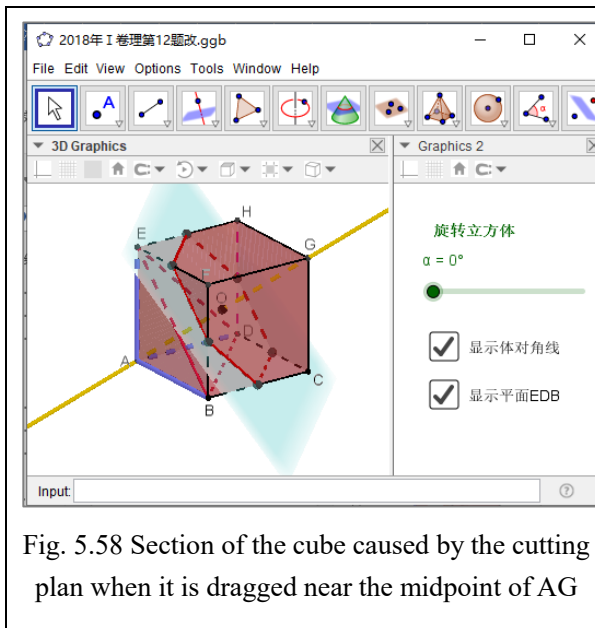 2018年Ⅰ卷理第12题改.ggb
File Edit View Options Tools Window Help
A
α
3D Graphics
Graphics 2
H
E
G
F
O
D
A
C
B
旋转立方体
α = 0°
显示体对角线
显示平面EDB
Input:
Fig. 5.58 Section of the cube caused by the cutting
plan when it is dragged near the midpoint of AG